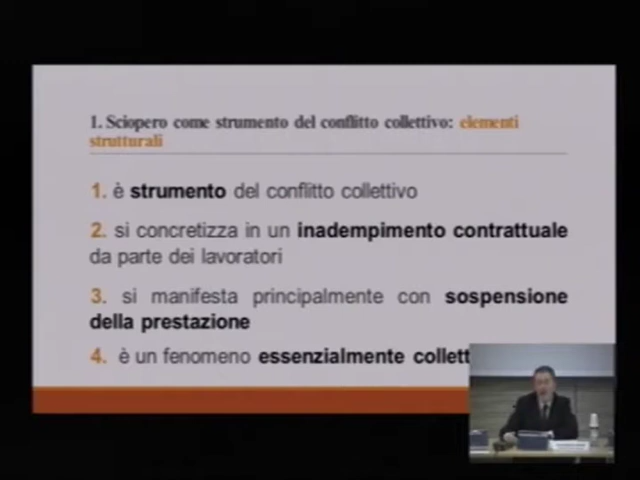 1. Sciopero come strumento del conflitto collettivo: elementi
strutturali
1. è strumento del conflitto collettivo
2. si concretizza in un inadempimento contrattuale
da parte dei lavoratori
3. si manifesta principalmente con sospensione
della prestazione
4. è un fenomeno essenzialmente collett